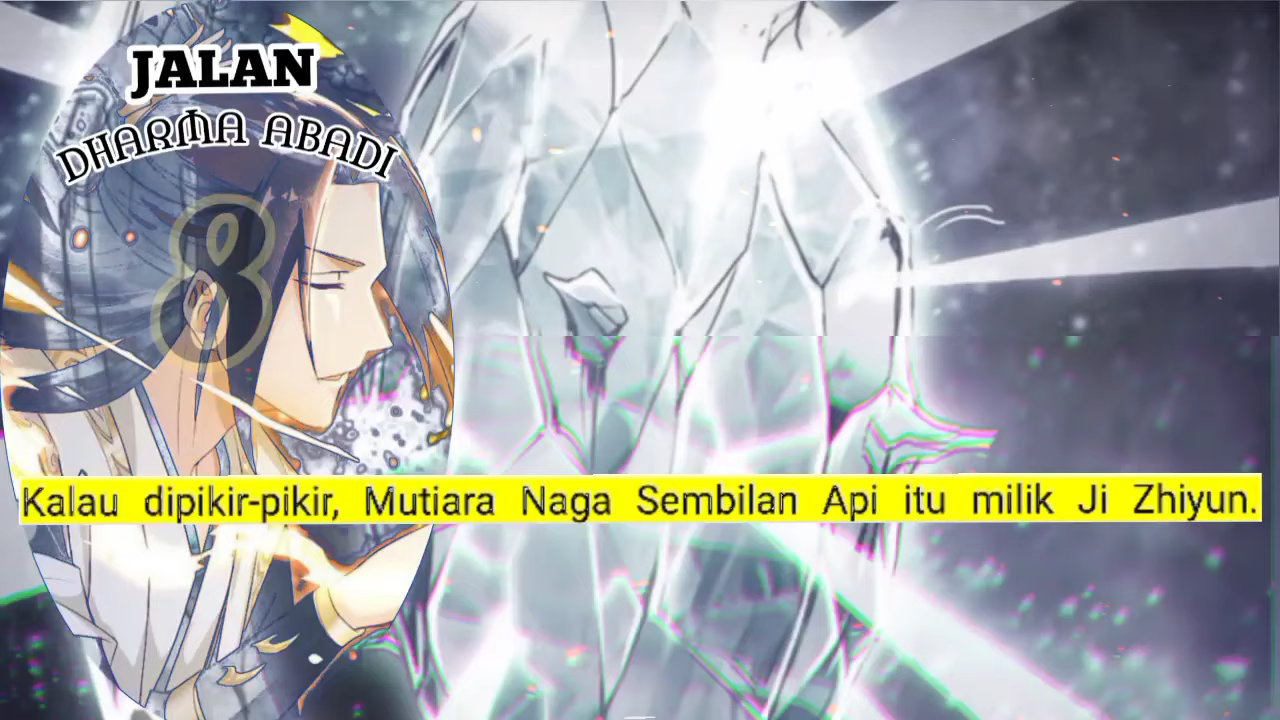 JALAN
DHARMA ABADI
8
Kalau dipikir-pikir, Mutiara Naga Sembilan Api itu milik Ji Zhiyun.